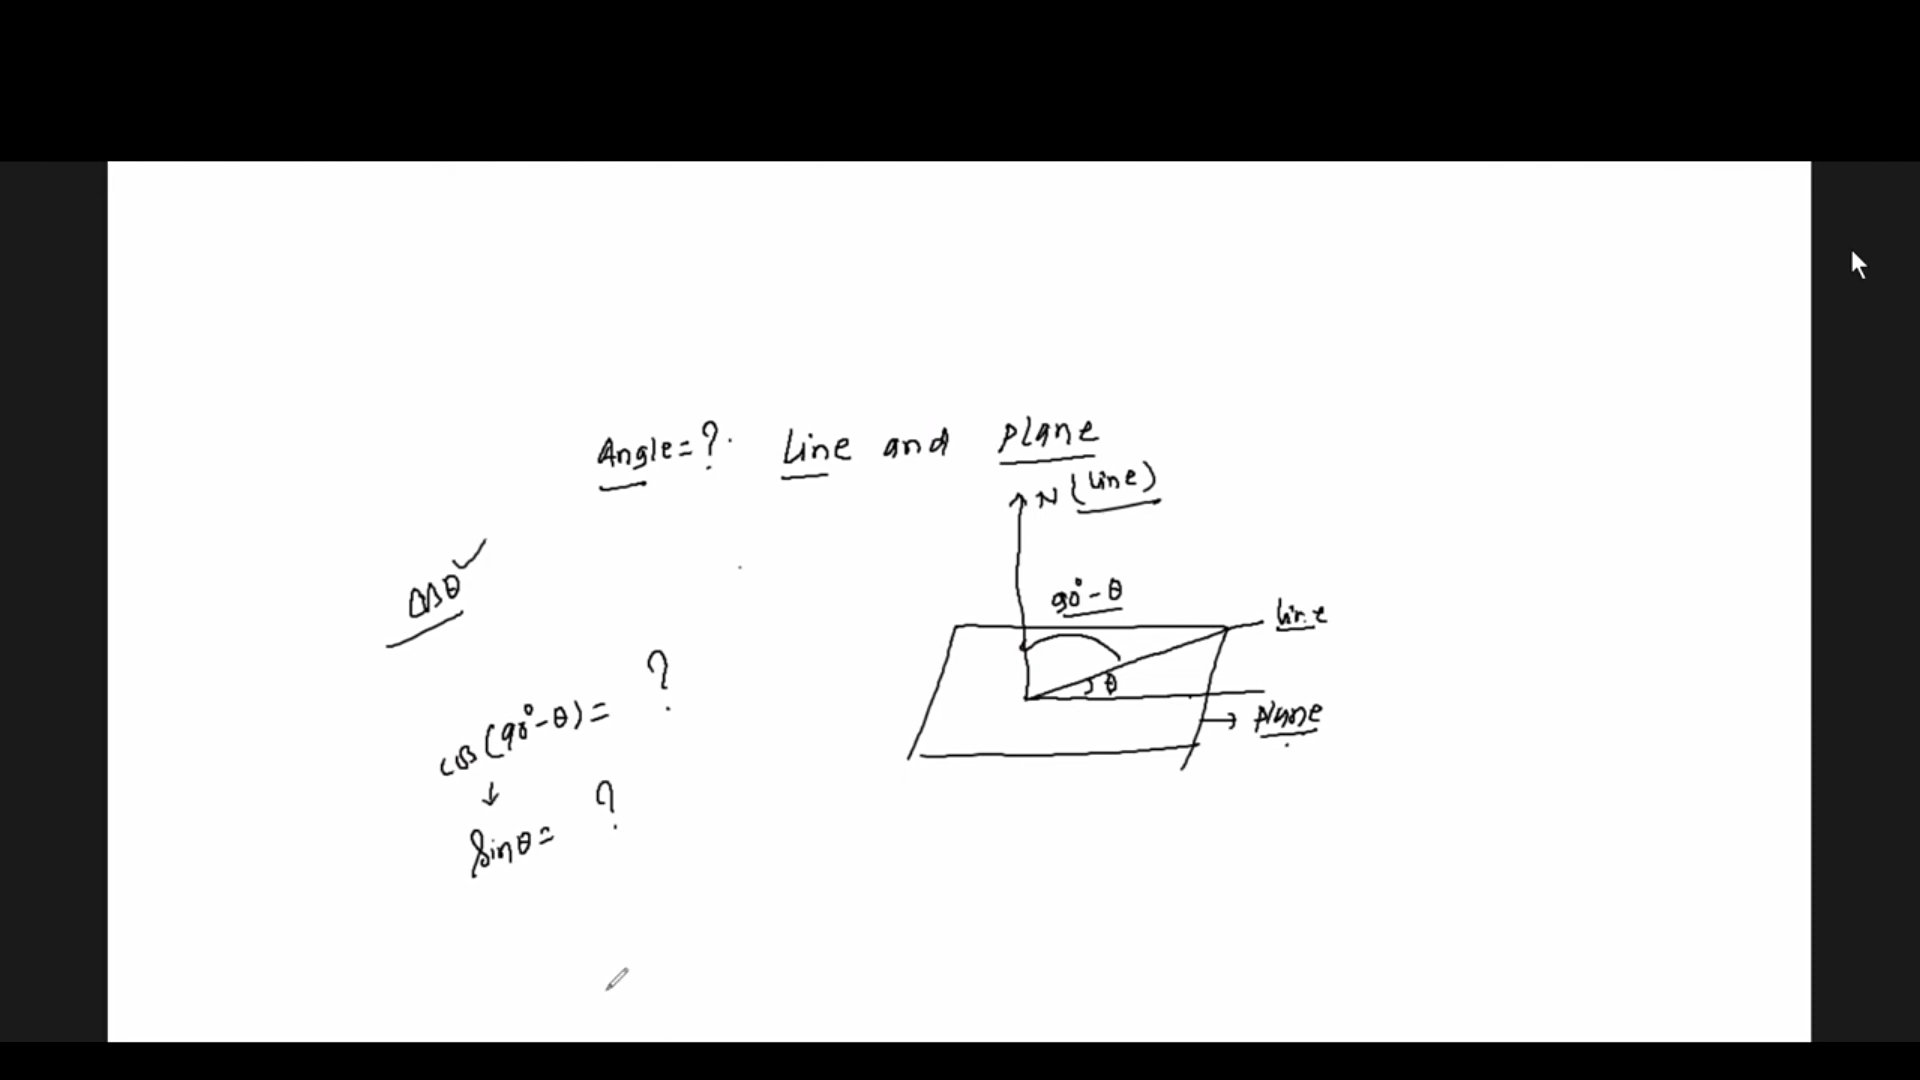 Angle = ? Line and plane
N (line)
cosθ
90° - θ
line
θ
cos (90° - θ) = ?
plane
sinθ = ?